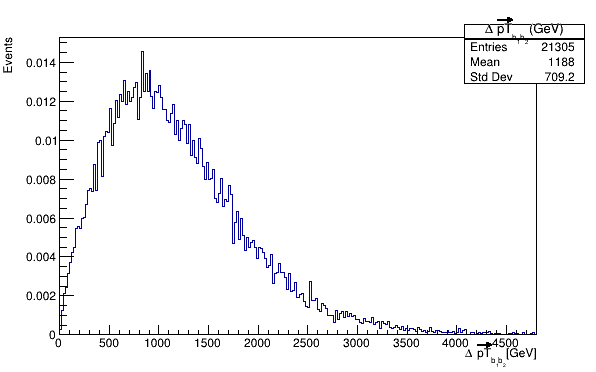 Δ pT b1b2 (GeV)
Entries 21305
Mean 1188
Std Dev 709.2
Events
0.014
0.012
0.01
0.008
0.006
0.004
0.002
0
0 500 1000 1500 2000 2500 3000 3500 4000 4500
Δ pT b1b2 [GeV]